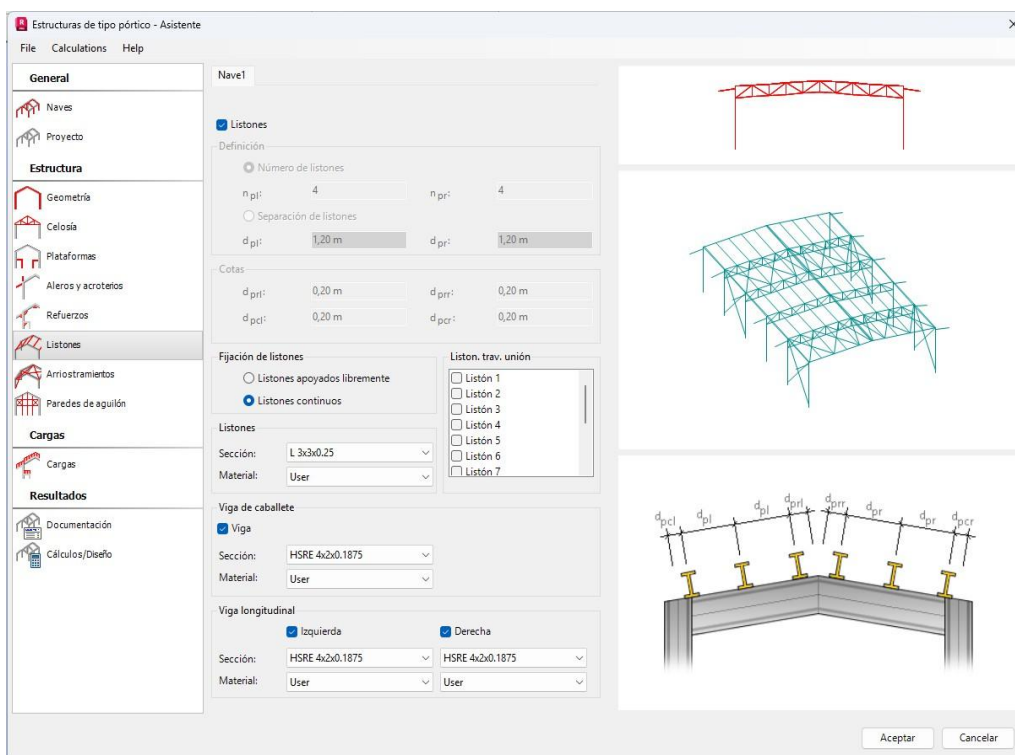 Estructuras de tipo pórtico - Asistente
File Calculations Help
General
Naves
Proyecto
Estructura
Geometría
Celosía
Plataformas
Aleros y acroterios
Refuerzos
Listones
Arriostramientos
Paredes de aguilón
Cargas
Cargas
Resultados
Documentación
Cálculos/Diseño
Nave1
Listones
Definición
Número de listones
n pl: 4 n pr: 4
Separación de listones
d pl: 1,20 m d pr: 1,20 m
Cotas
d prl: 0,20 m d prr: 0,20 m
d pcl: 0,20 m d pcr: 0,20 m
Fijación de listones
Listones apoyados libremente
Listones continuos
Liston. trav. unión
Listón 1
Listón 2
Listón 3
Listón 4
Listón 5
Listón 6
Listón 7
Listones
Sección: L 3x3x0.25
Material: User
Viga de caballete
Viga
Sección: HSRE 4x2x0.1875
Material: User
Viga longitudinal
Izquierda Derecha
Sección: HSRE 4x2x0.1875 HSRE 4x2x0.1875
Material: User User
d pcl d pl d prl d prr d pr d pcr
Aceptar Cancelar